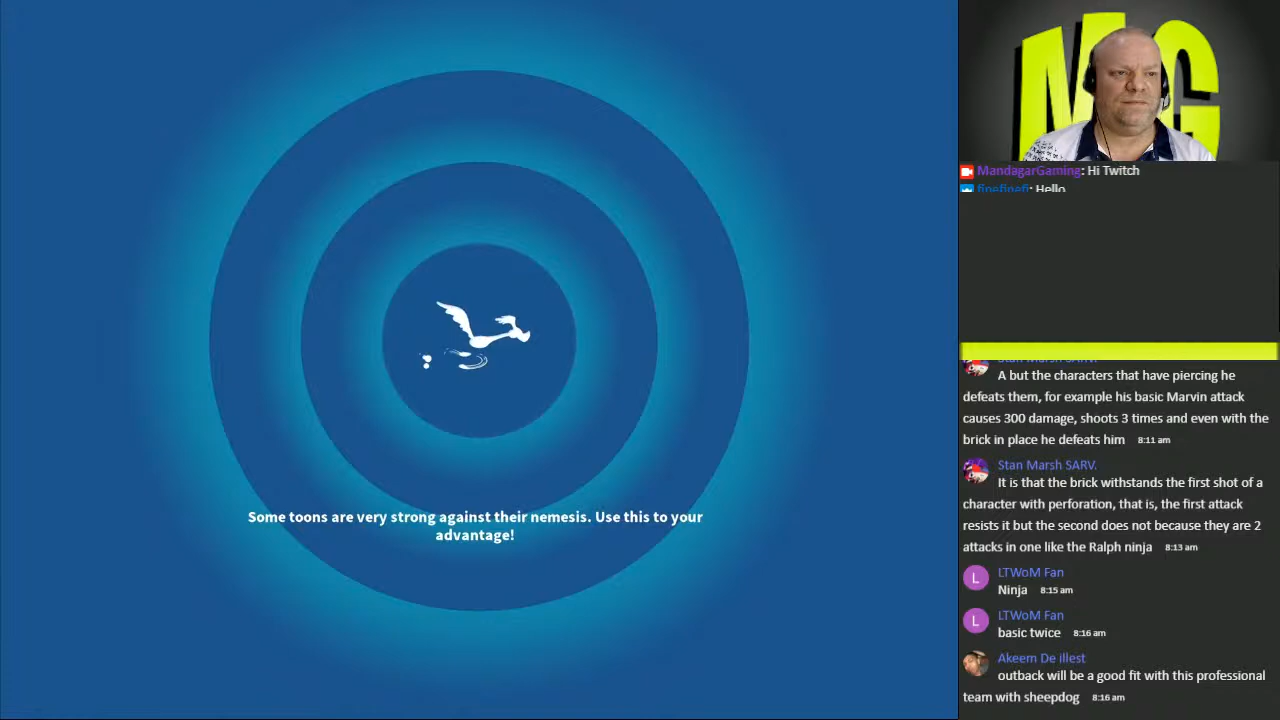 MG
MandagarGaming: Hi Twitch
finefinefi: Hello
Some toons are very strong against their nemesis. Use this to your
advantage!
Stan Marsh SARV.
A but the characters that have piercing he
defeats them, for example his basic Marvin attack
causes 300 damage, shoots 3 times and even with the
brick in place he defeats him 8:11 am
Stan Marsh SARV.
It is that the brick withstands the first shot of a
character with perforation, that is, the first attack
resists it but the second does not because they are 2
attacks in one like the Ralph ninja 8:13 am
L LTWoM Fan
Ninja 8:15 am
L LTWoM Fan
basic twice 8:16 am
Akeem De illest
outback will be a good fit with this professional
team with sheepdog 8:16 am